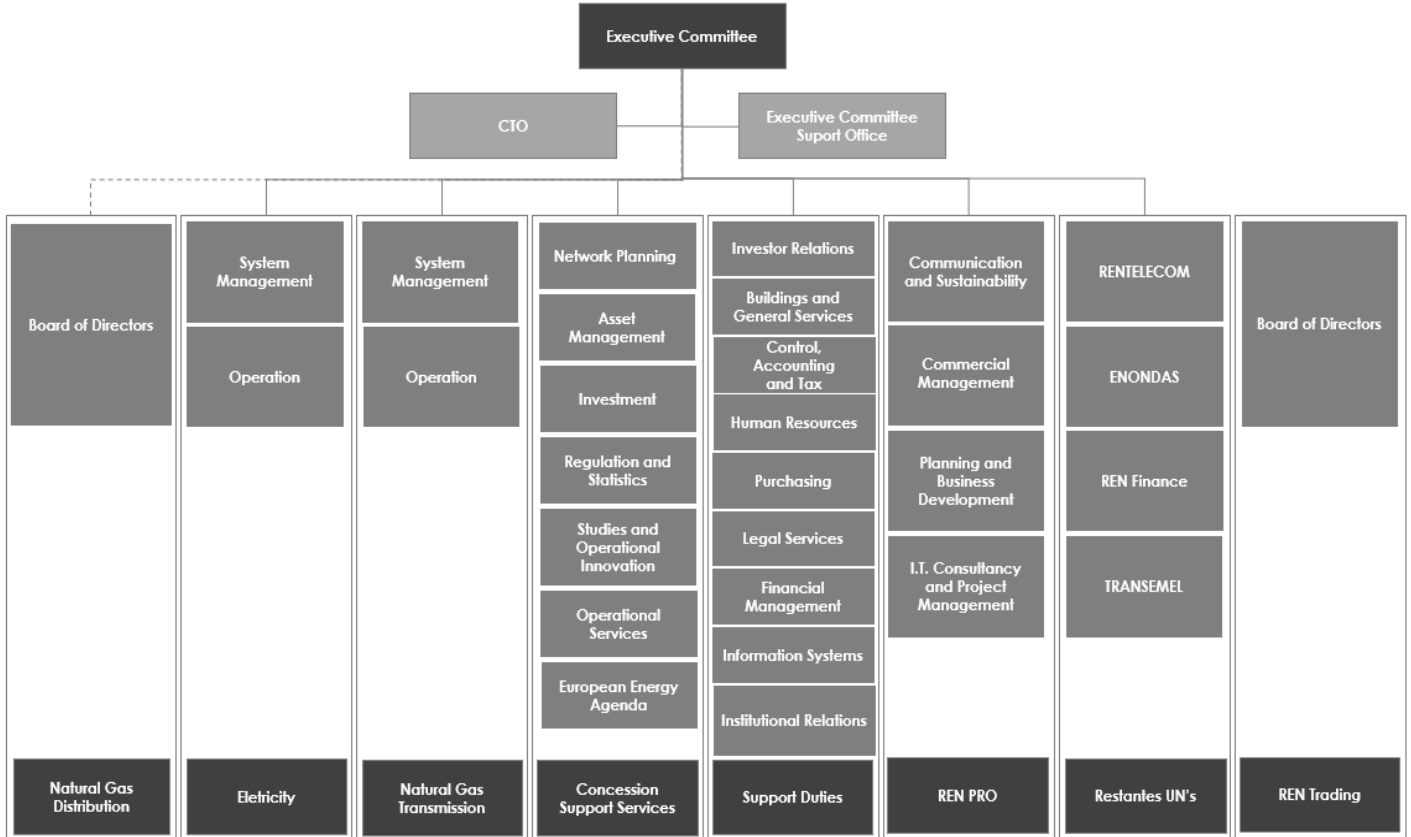 Executive Committee
CTO
Executive Committee
Suport Office
Board of Directors
Natural Gas
Distribution
System
Management
Operation
Eletricity
System
Management
Operation
Natural Gas
Transmission
Network Planning
Asset
Management
Investment
Regulation and
Statistics
Studies and
Operational
Innovation
Operational
Services
European Energy
Agenda
Concession
Support Services
Investor Relations
Buildings and
General Services
Control,
Accounting
and Tax
Human Resources
Purchasing
Legal Services
Financial
Management
Information Systems
Institutional Relations
Support Duties
Communication
and Sustainability
Commercial
Management
Planning and
Business
Development
I.T. Consultancy
and Project
Management
REN PRO
RENTELECOM
ENONDAS
REN Finance
TRANSEMEL
Restantes UN's
Board of Directors
REN Trading